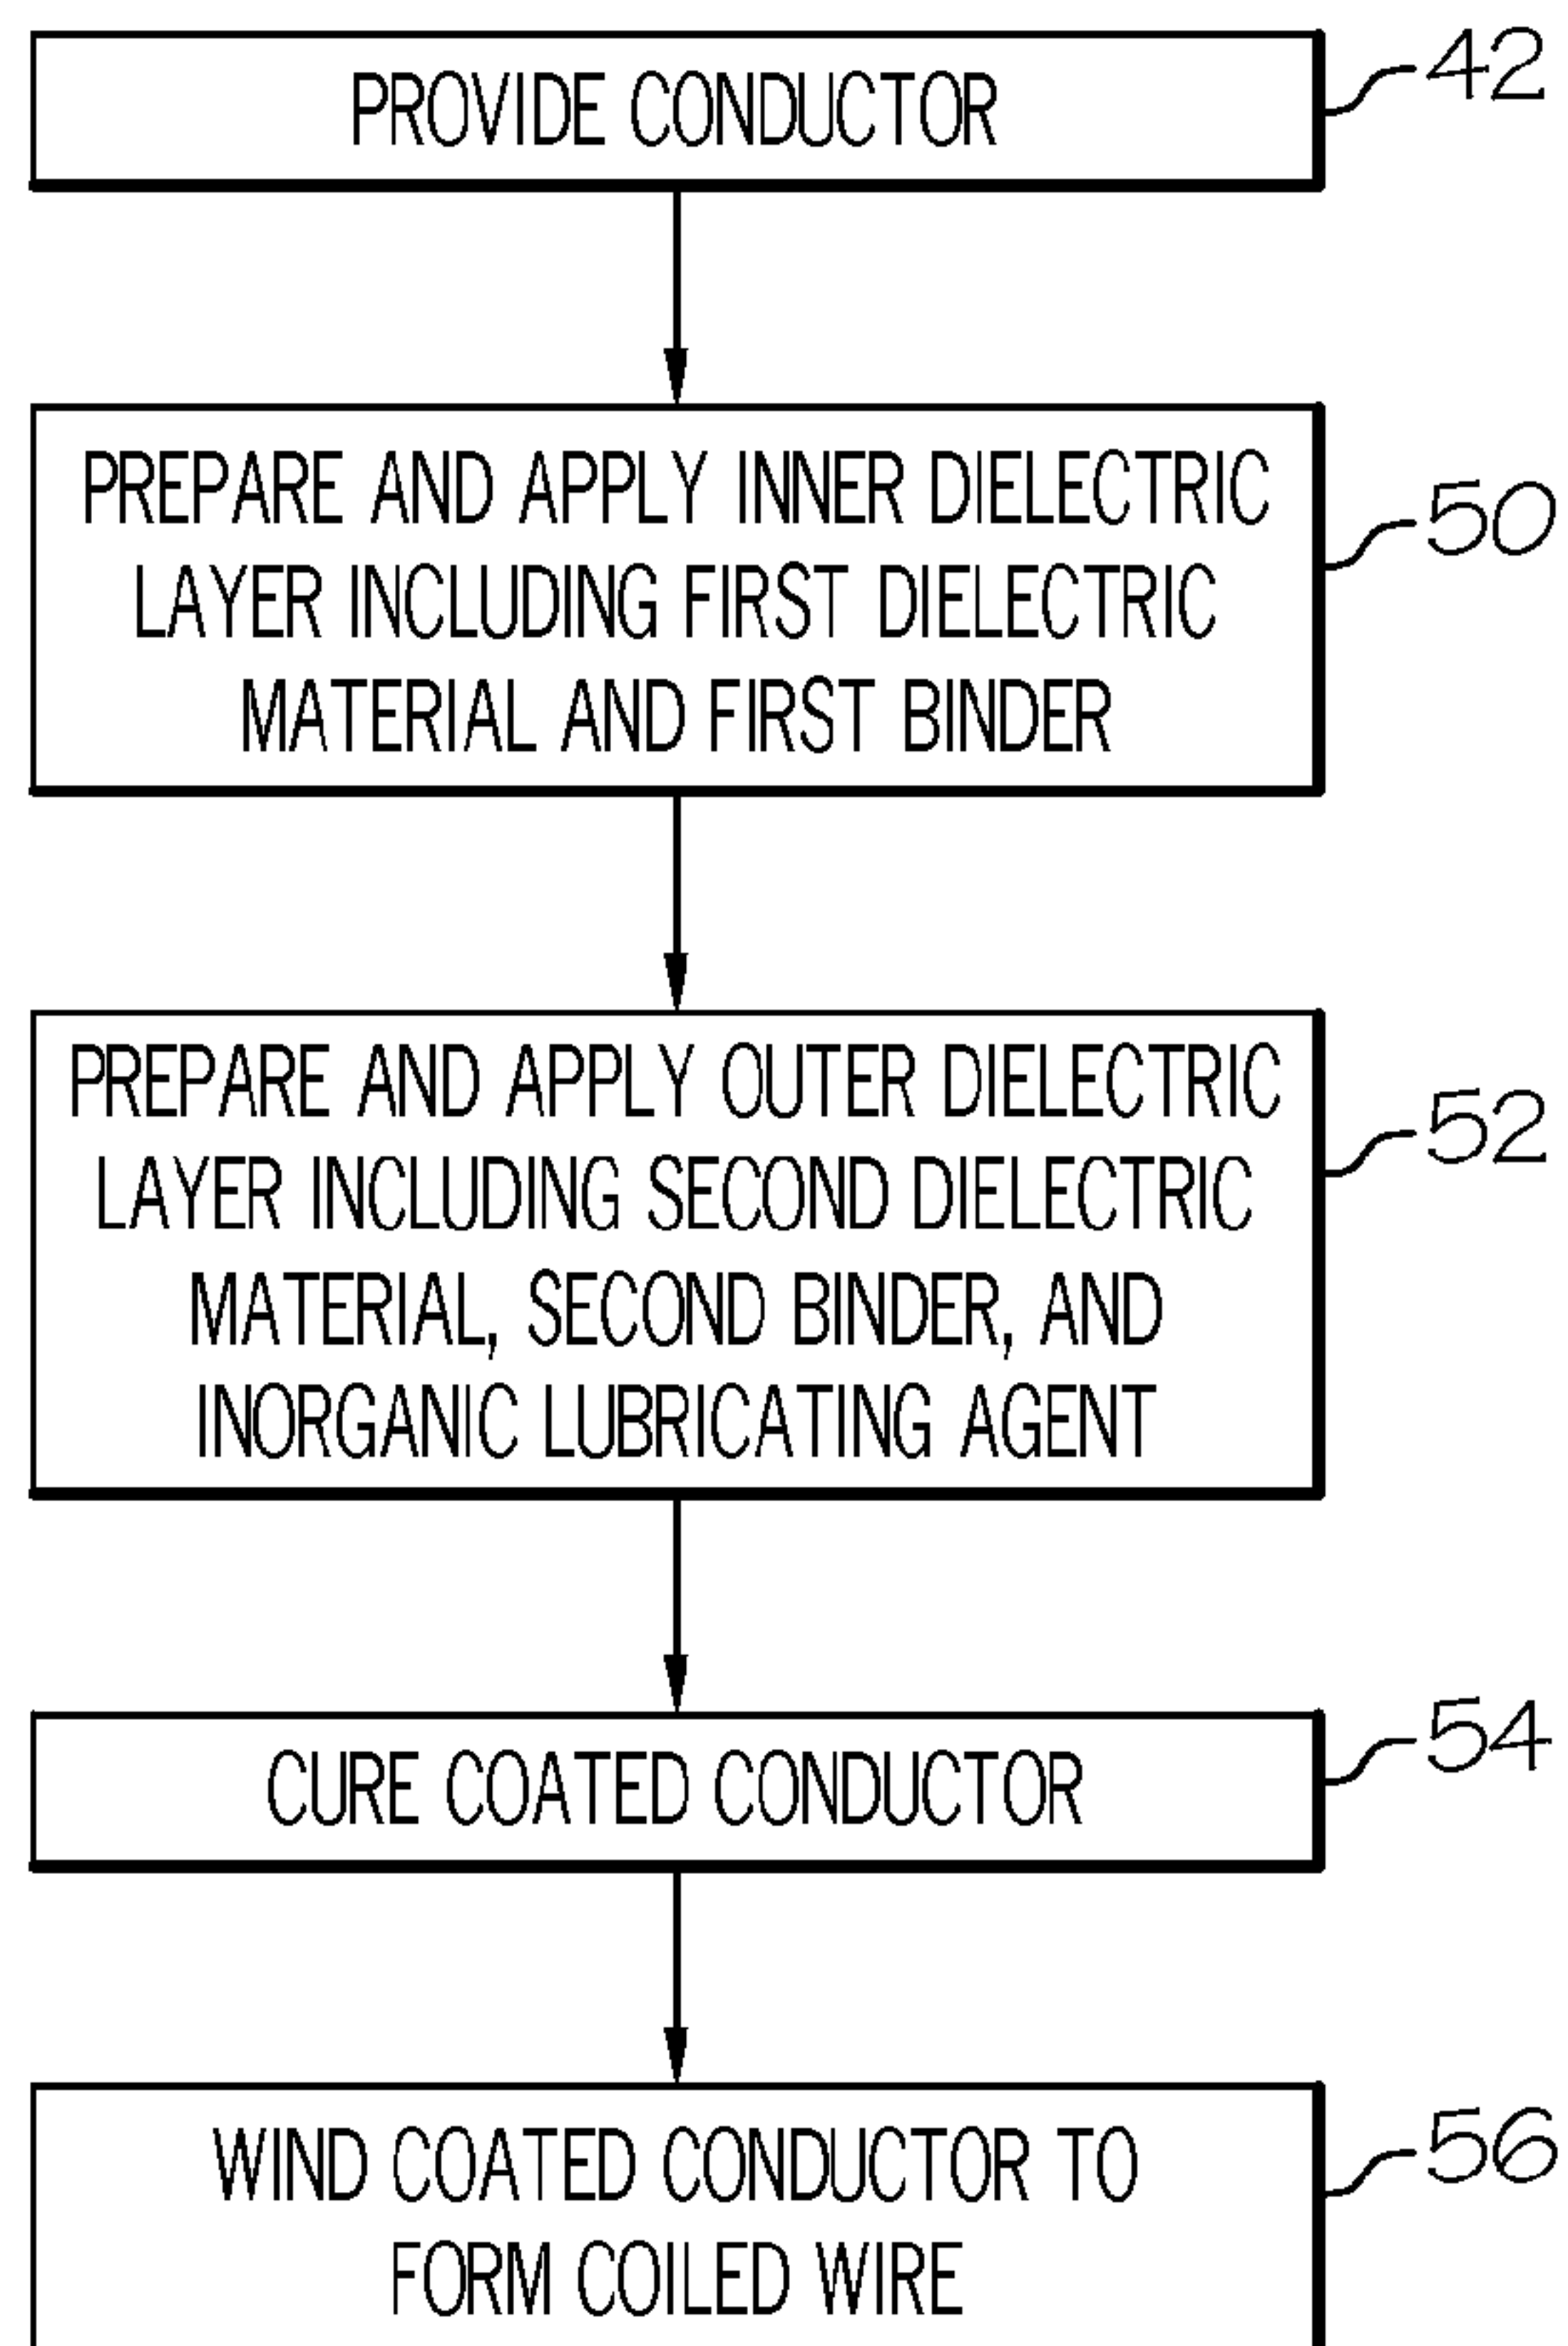 PROVIDE CONDUCTOR
42
PREPARE AND APPLY INNER DIELECTRIC
LAYER INCLUDING FIRST DIELECTRIC
MATERIAL AND FIRST BINDER
50
PREPARE AND APPLY OUTER DIELECTRIC
LAYER INCLUDING SECOND DIELECTRIC
MATERIAL, SECOND BINDER, AND
INORGANIC LUBRICATING AGENT
52
CURE COATED CONDUCTOR
54
WIND COATED CONDUCTOR TO
FORM COILED WIRE
56